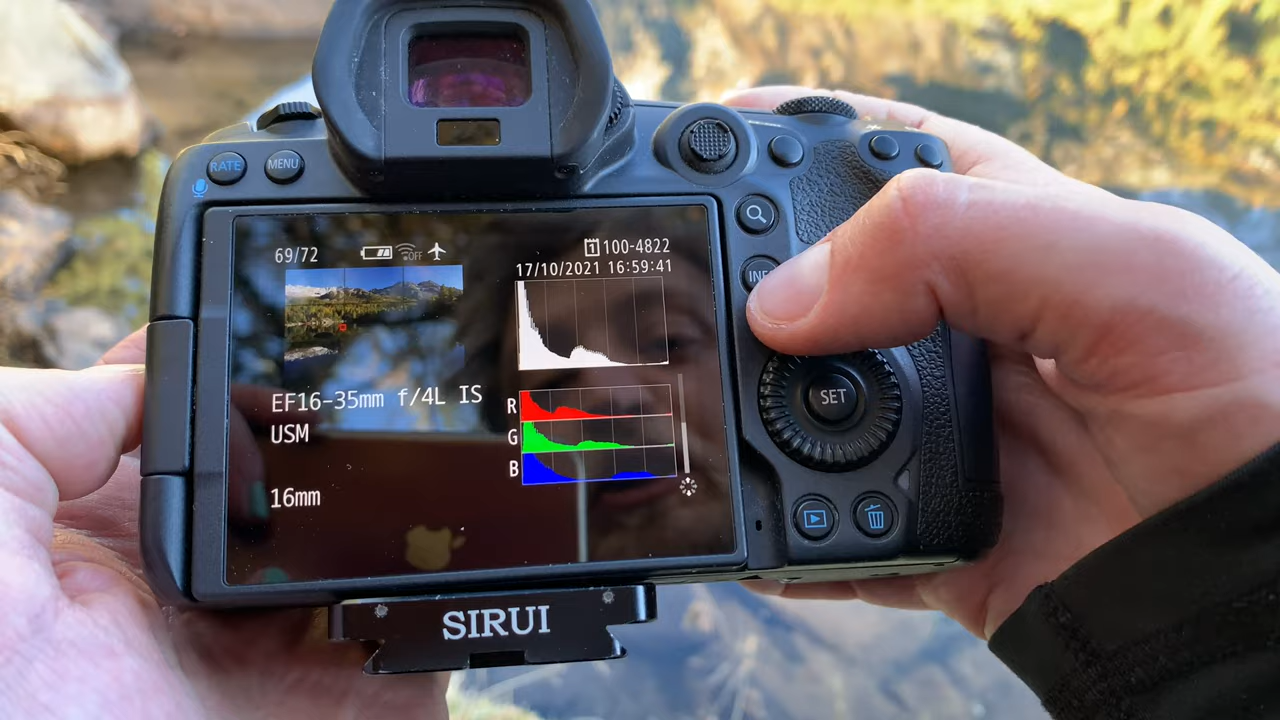 RATE
MENU
69/72
OFF
1
100-4822
17/10/2021 16:59:41
EF16-35mm f/4L IS
USM
16mm
R
G
B
SET
SIRUI